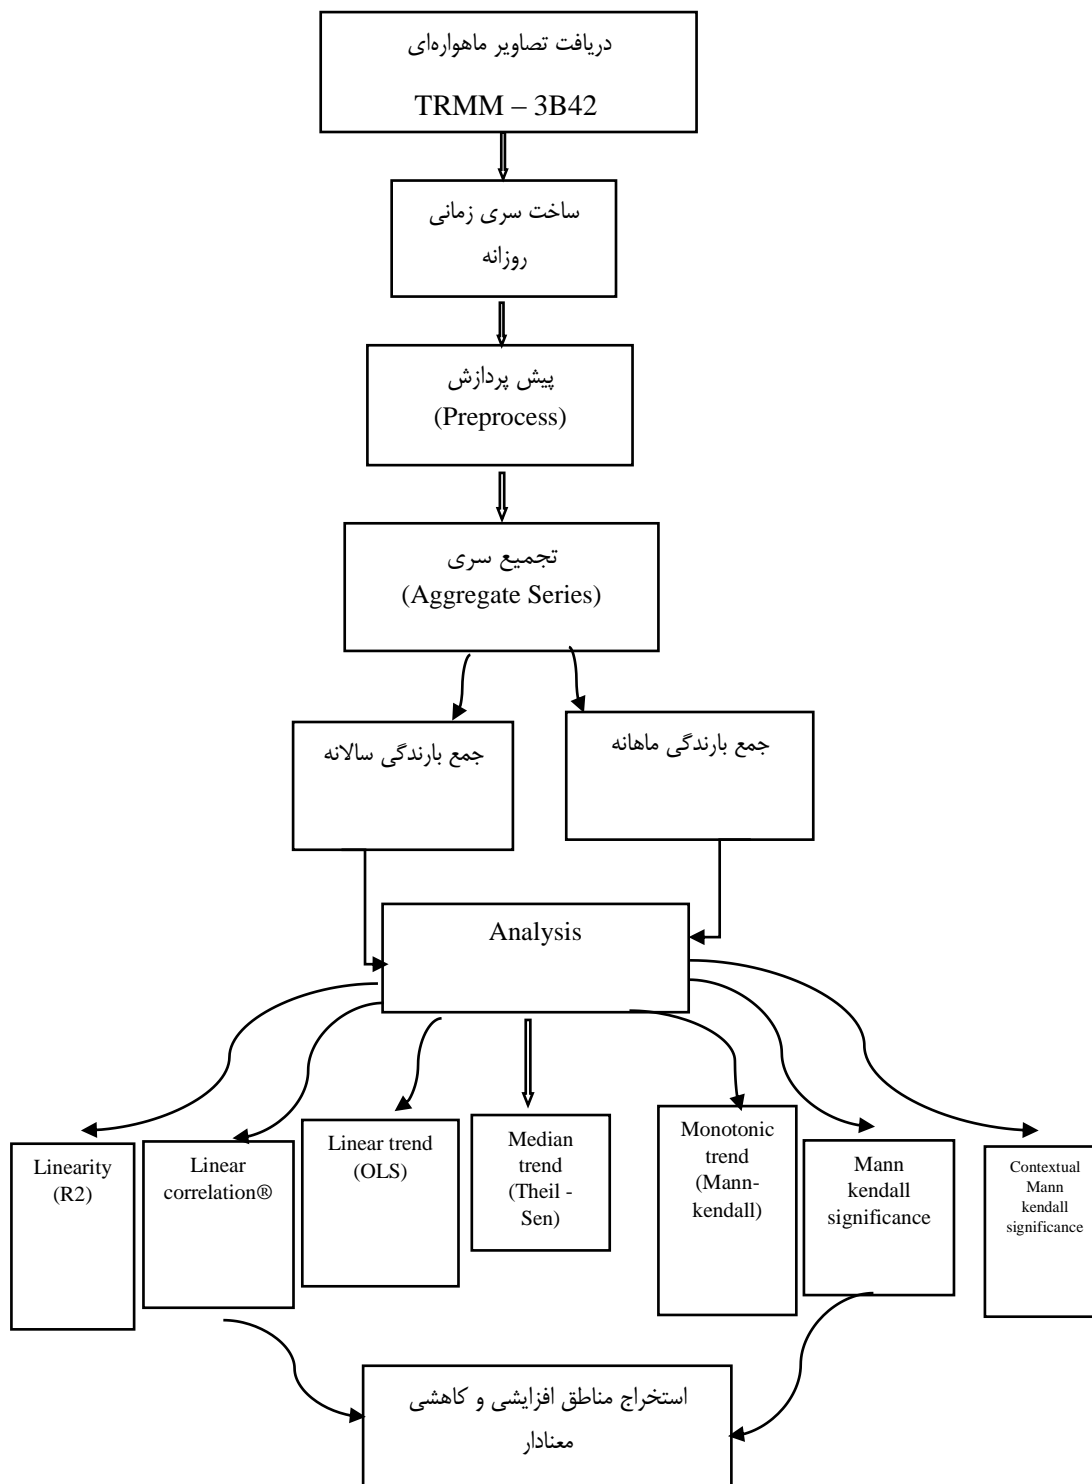 دریافت تصاویر ماهواره‌ای
TRMM – 3B42
ساخت سری زمانی
روزانه
پیش پردازش
(Preprocess)
تجمیع سری
(Aggregate Series)
جمع بارندگی ماهانه
جمع بارندگی سالانه
Analysis
Linearity
(R2)
Linear
correlation®
Linear trend
(OLS)
Median
trend
(Theil -
Sen)
Monotonic
trend
(Mann-
kendall)
Mann
kendall
significance
Contextual
Mann
kendall
significance
استخراج مناطق افزایشی و کاهشی
معنادار